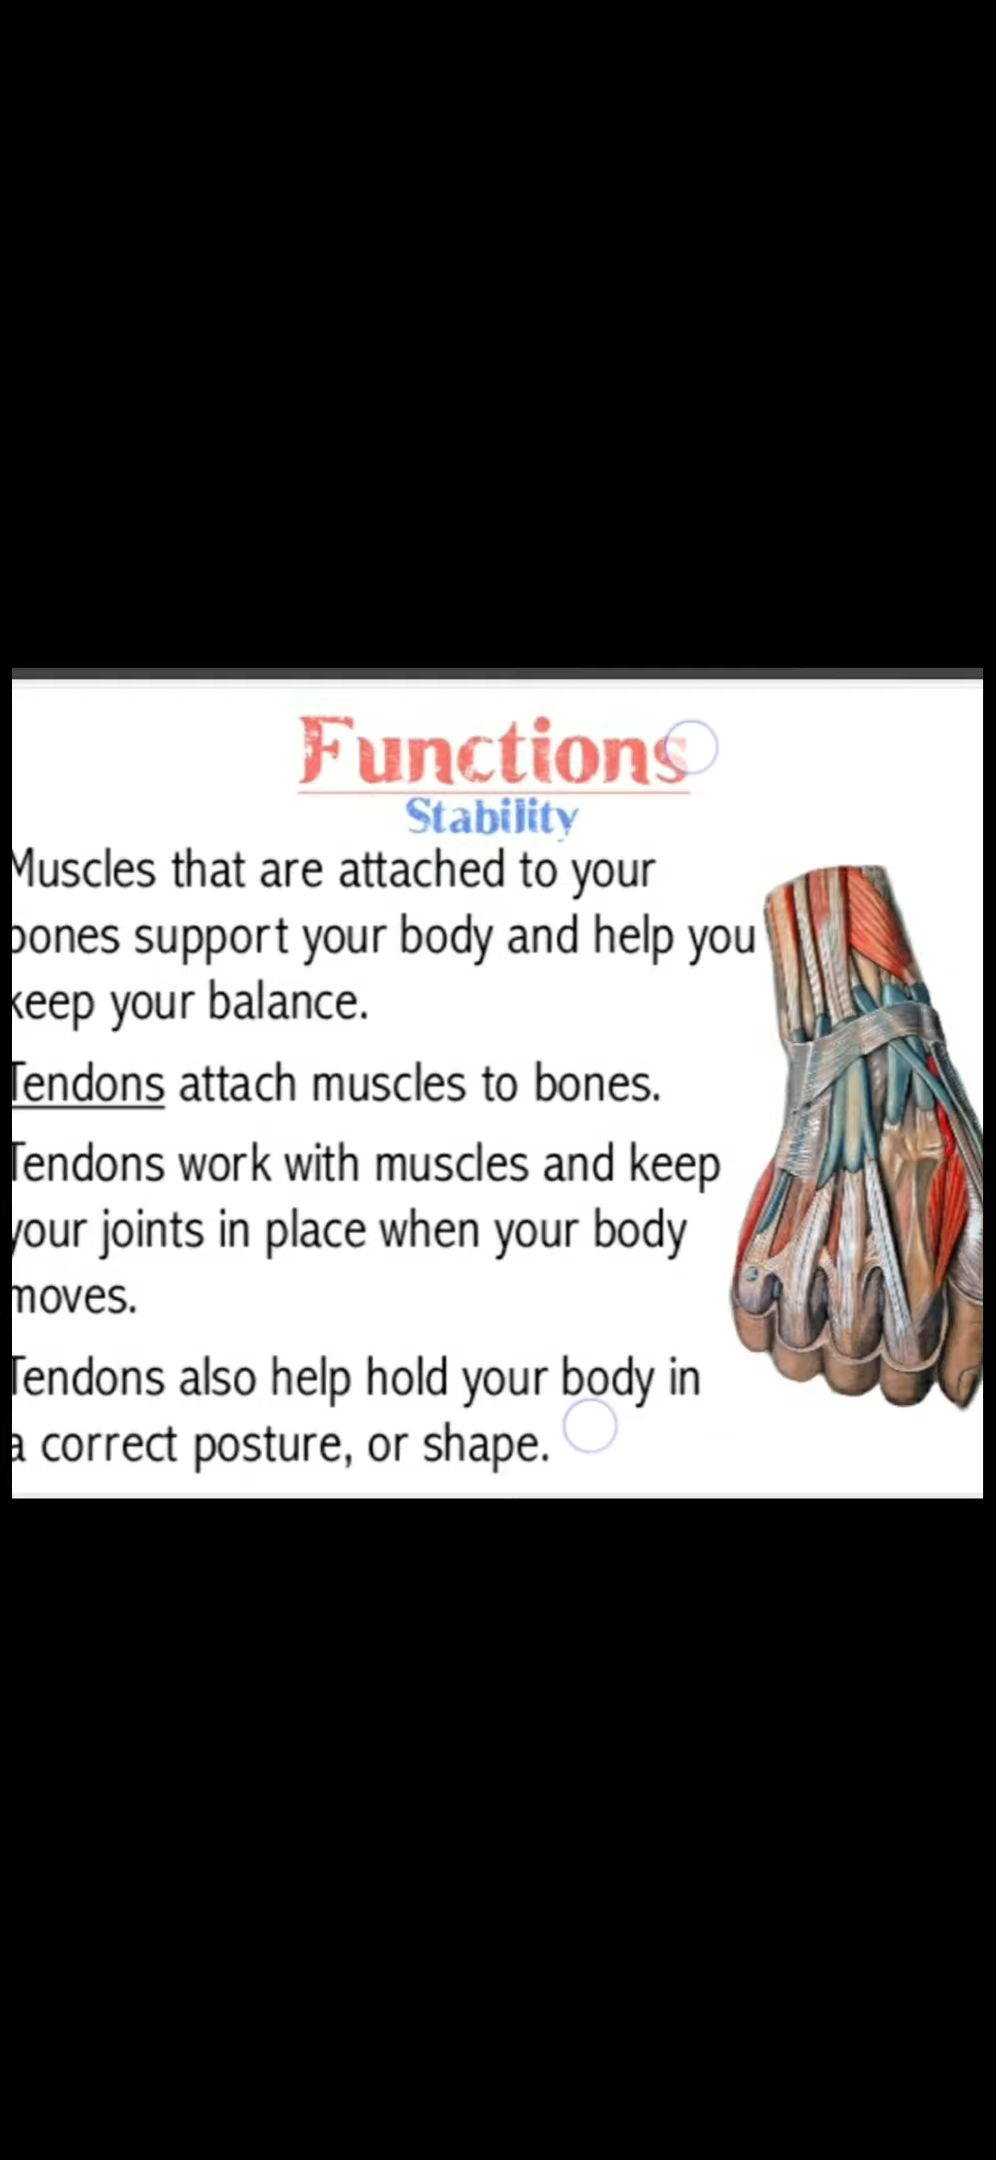 Functions
Stability
Muscles that are attached to your
bones support your body and help you
keep your balance.
Tendons attach muscles to bones.
Tendons work with muscles and keep
your joints in place when your body
moves.
Tendons also help hold your body in
a correct posture, or shape.